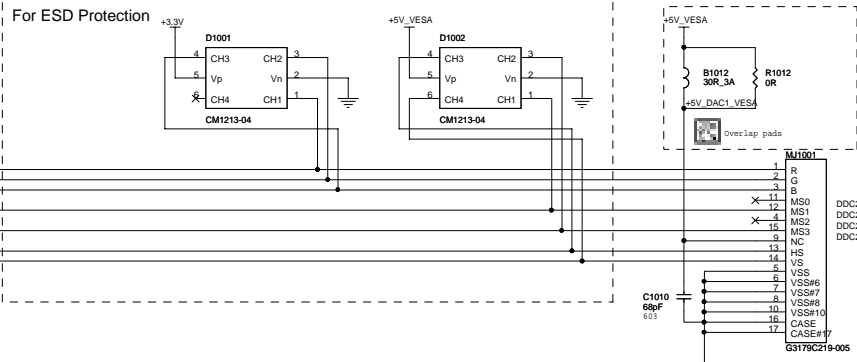 For ESD Protection
+3.3V
D1001
4 CH3 CH2 3
5 Vp Vn 2
6 CH4 CH1 1
CM1213-04
+5V_VESA
D1002
4 CH3 CH2 3
5 Vp Vn 2
6 CH4 CH1 1
CM1213-04
+5V_VESA
B1012
30R_3A
R1012
0R
+5V_DAC1_VESA
Overlap pads
MJ1001
1 R
2 G
3 B
11 MS0
12 MS1
4 MS2
15 MS3
9 NC
13 HS
14 VS
5 VSS
6 VSS#6
7 VSS#7
8 VSS#8
10 VSS#10
16 CASE
17 CASE#17
G3179C219-005
DDC2
DDC2
DDC2
DDC2
C1010
68pF
603